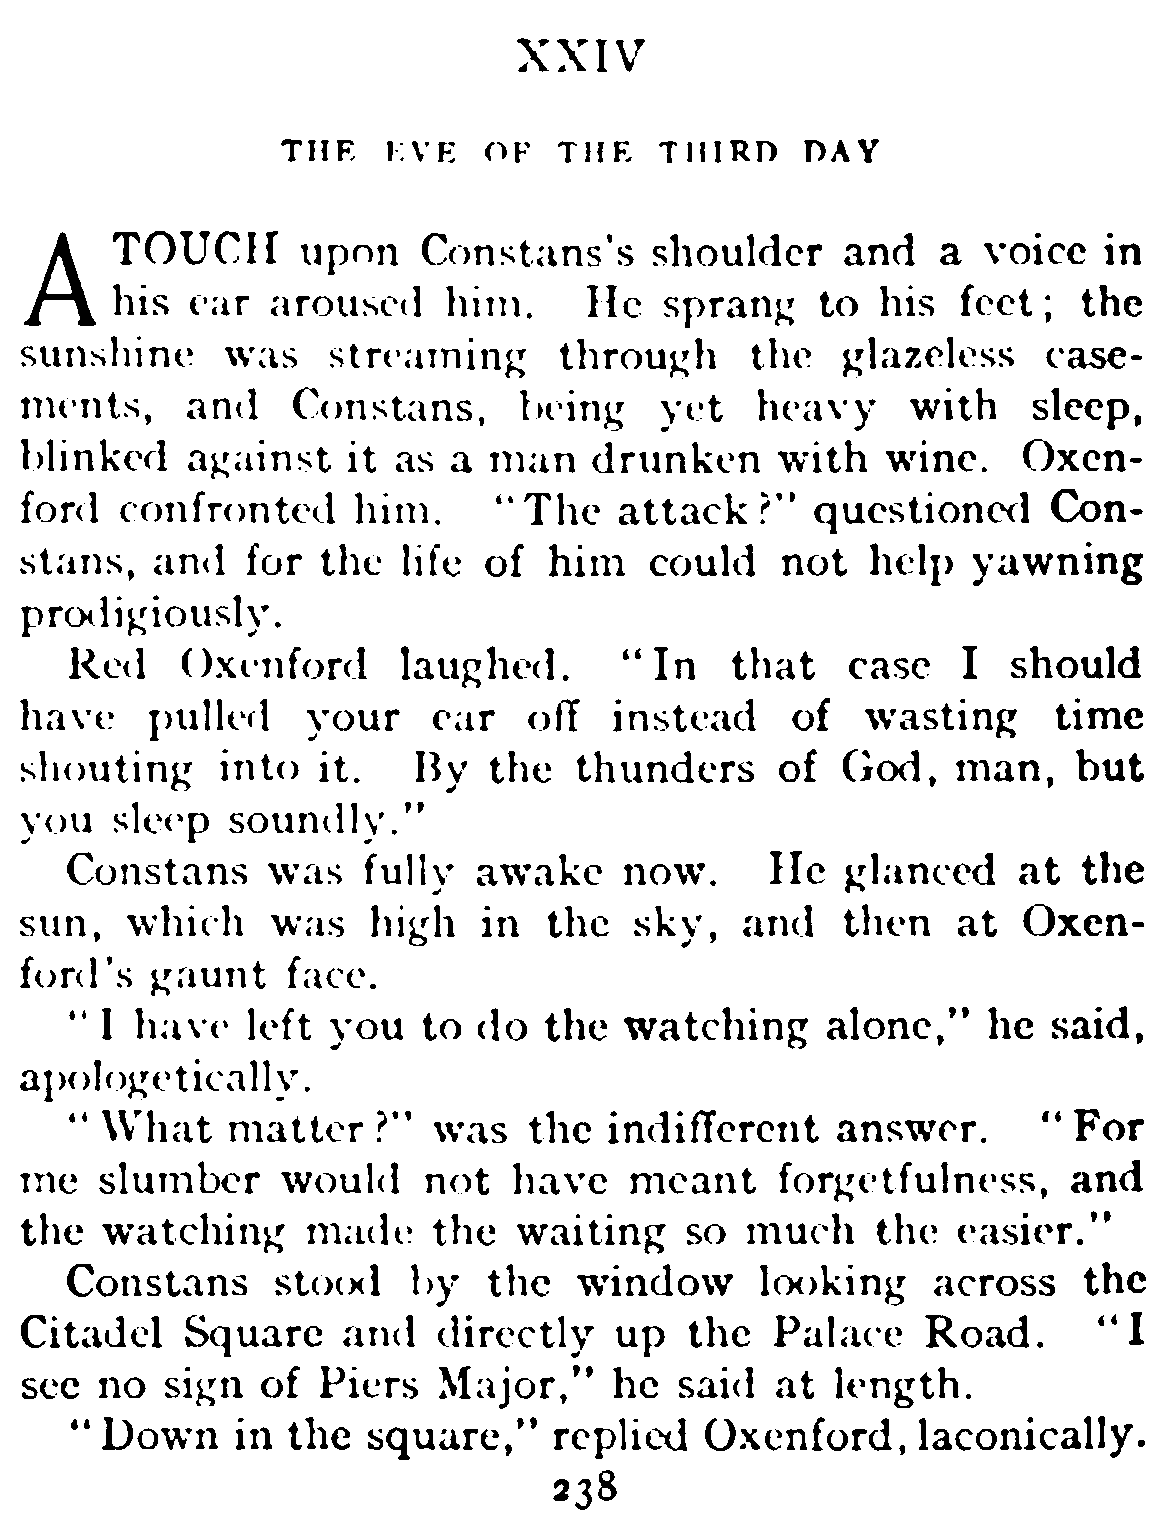 XXIV
THE EVE OF THE THIRD DAY
A TOUCH upon Constans's shoulder and a voice in
his ear aroused him. He sprang to his feet; the
sunshine was streaming through the glazeless case-
ments, and Constans, being yet heavy with sleep,
blinked against it as a man drunken with wine. Oxen-
ford confronted him. "The attack?" questioned Con-
stans, and for the life of him could not help yawning
prodigiously.
Red Oxenford laughed. "In that case I should
have pulled your ear off instead of wasting time
shouting into it. By the thunders of God, man, but
you sleep soundly."
Constans was fully awake now. He glanced at the
sun, which was high in the sky, and then at Oxen-
ford's gaunt face.
"I have left you to do the watching alone," he said,
apologetically.
"What matter?" was the indifferent answer. "For
me slumber would not have meant forgetfulness, and
the watching made the waiting so much the easier."
Constans stood by the window looking across the
Citadel Square and directly up the Palace Road. "I
see no sign of Piers Major," he said at length.
"Down in the square," replied Oxenford, laconically.
238